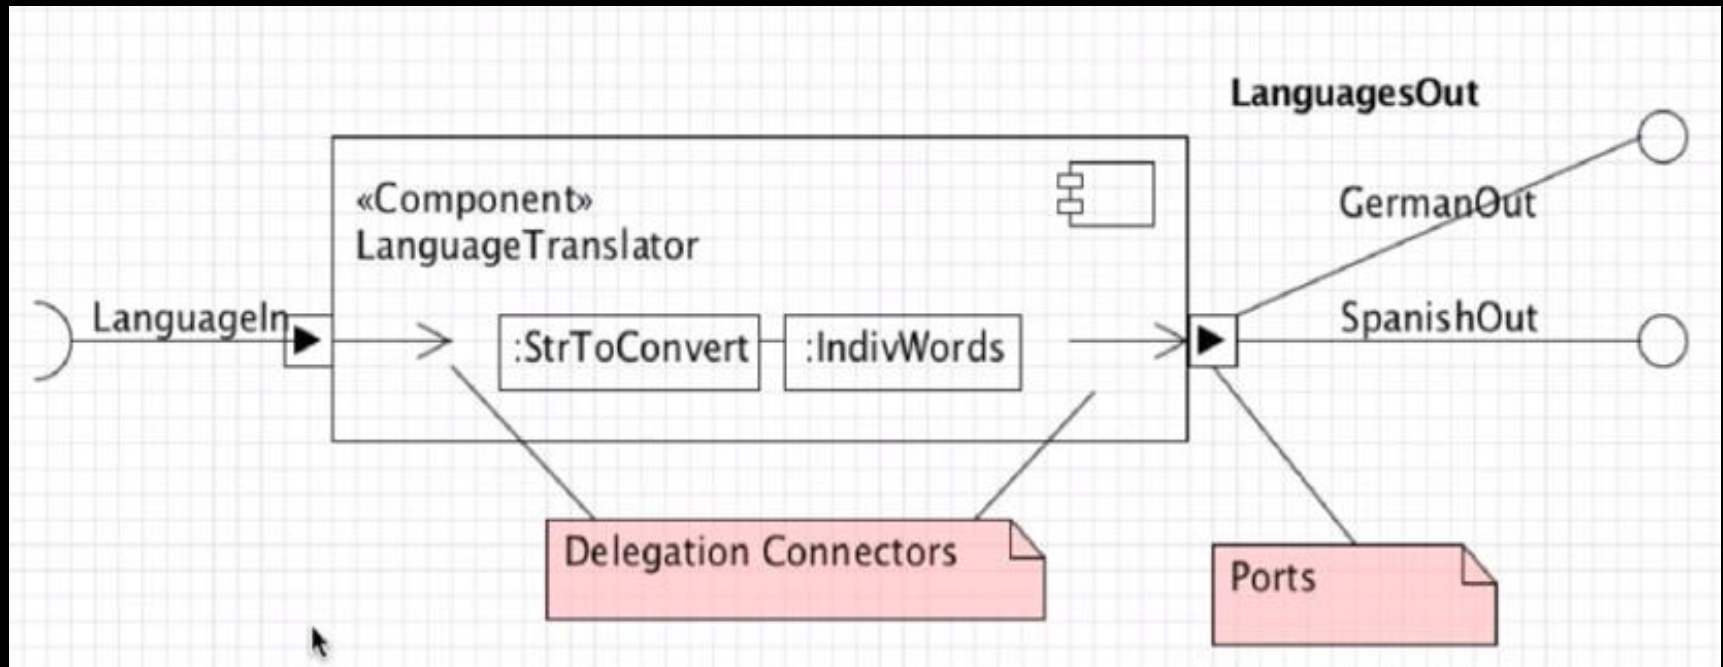 LanguagesOut
«Component»
LanguageTranslator
GermanOut
LanguageIn
SpanishOut
:StrToConvert
:IndivWords
Delegation Connectors
Ports